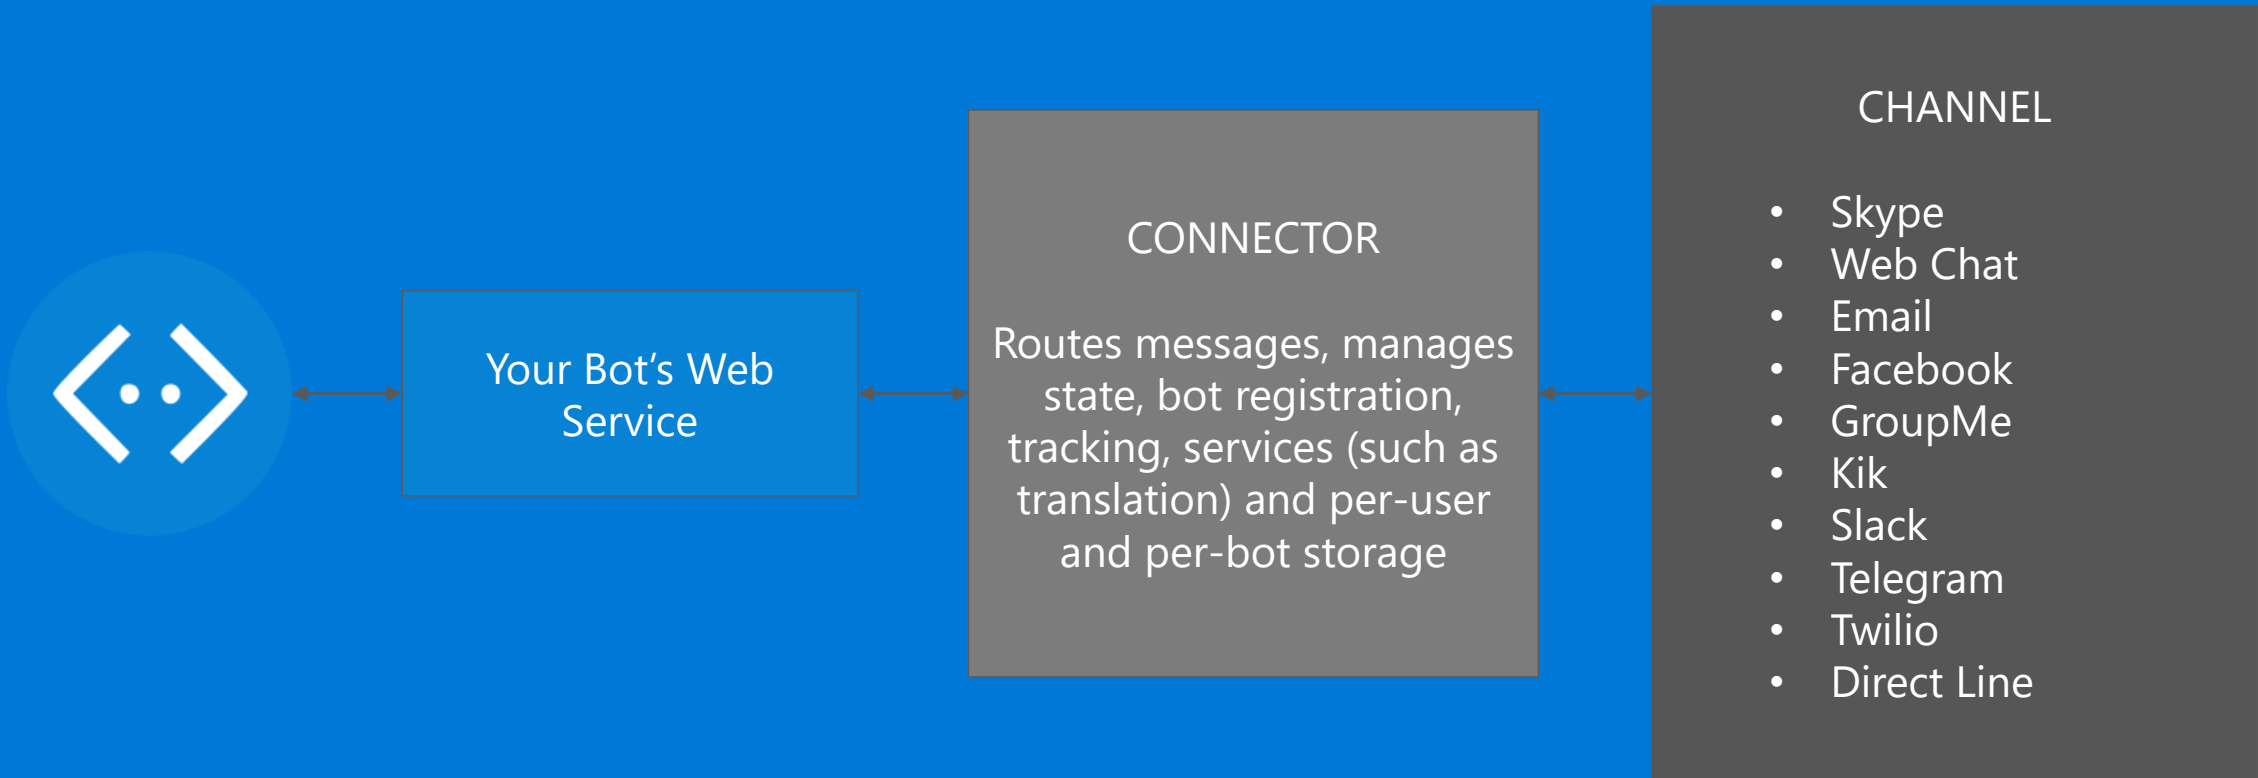 Your Bot’s Web
Service
CONNECTOR
Routes messages, manages
state, bot registration,
tracking, services (such as
translation) and per-user
and per-bot storage
CHANNEL
• Skype
• Web Chat
• Email
• Facebook
• GroupMe
• Kik
• Slack
• Telegram
• Twilio
• Direct Line